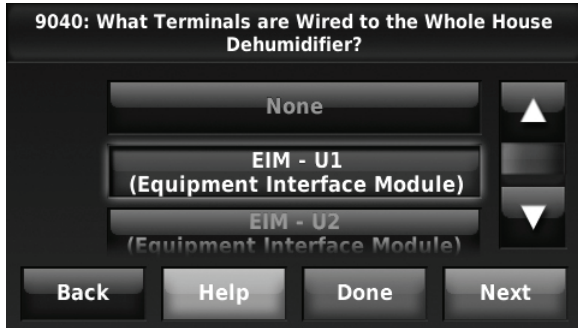 9040: What Terminals are Wired to the Whole House
Dehumidifier?
None
EIM - U1
(Equipment Interface Module)
EIM - U2
(Equipment Interface Module)
Back
Help
Done
Next